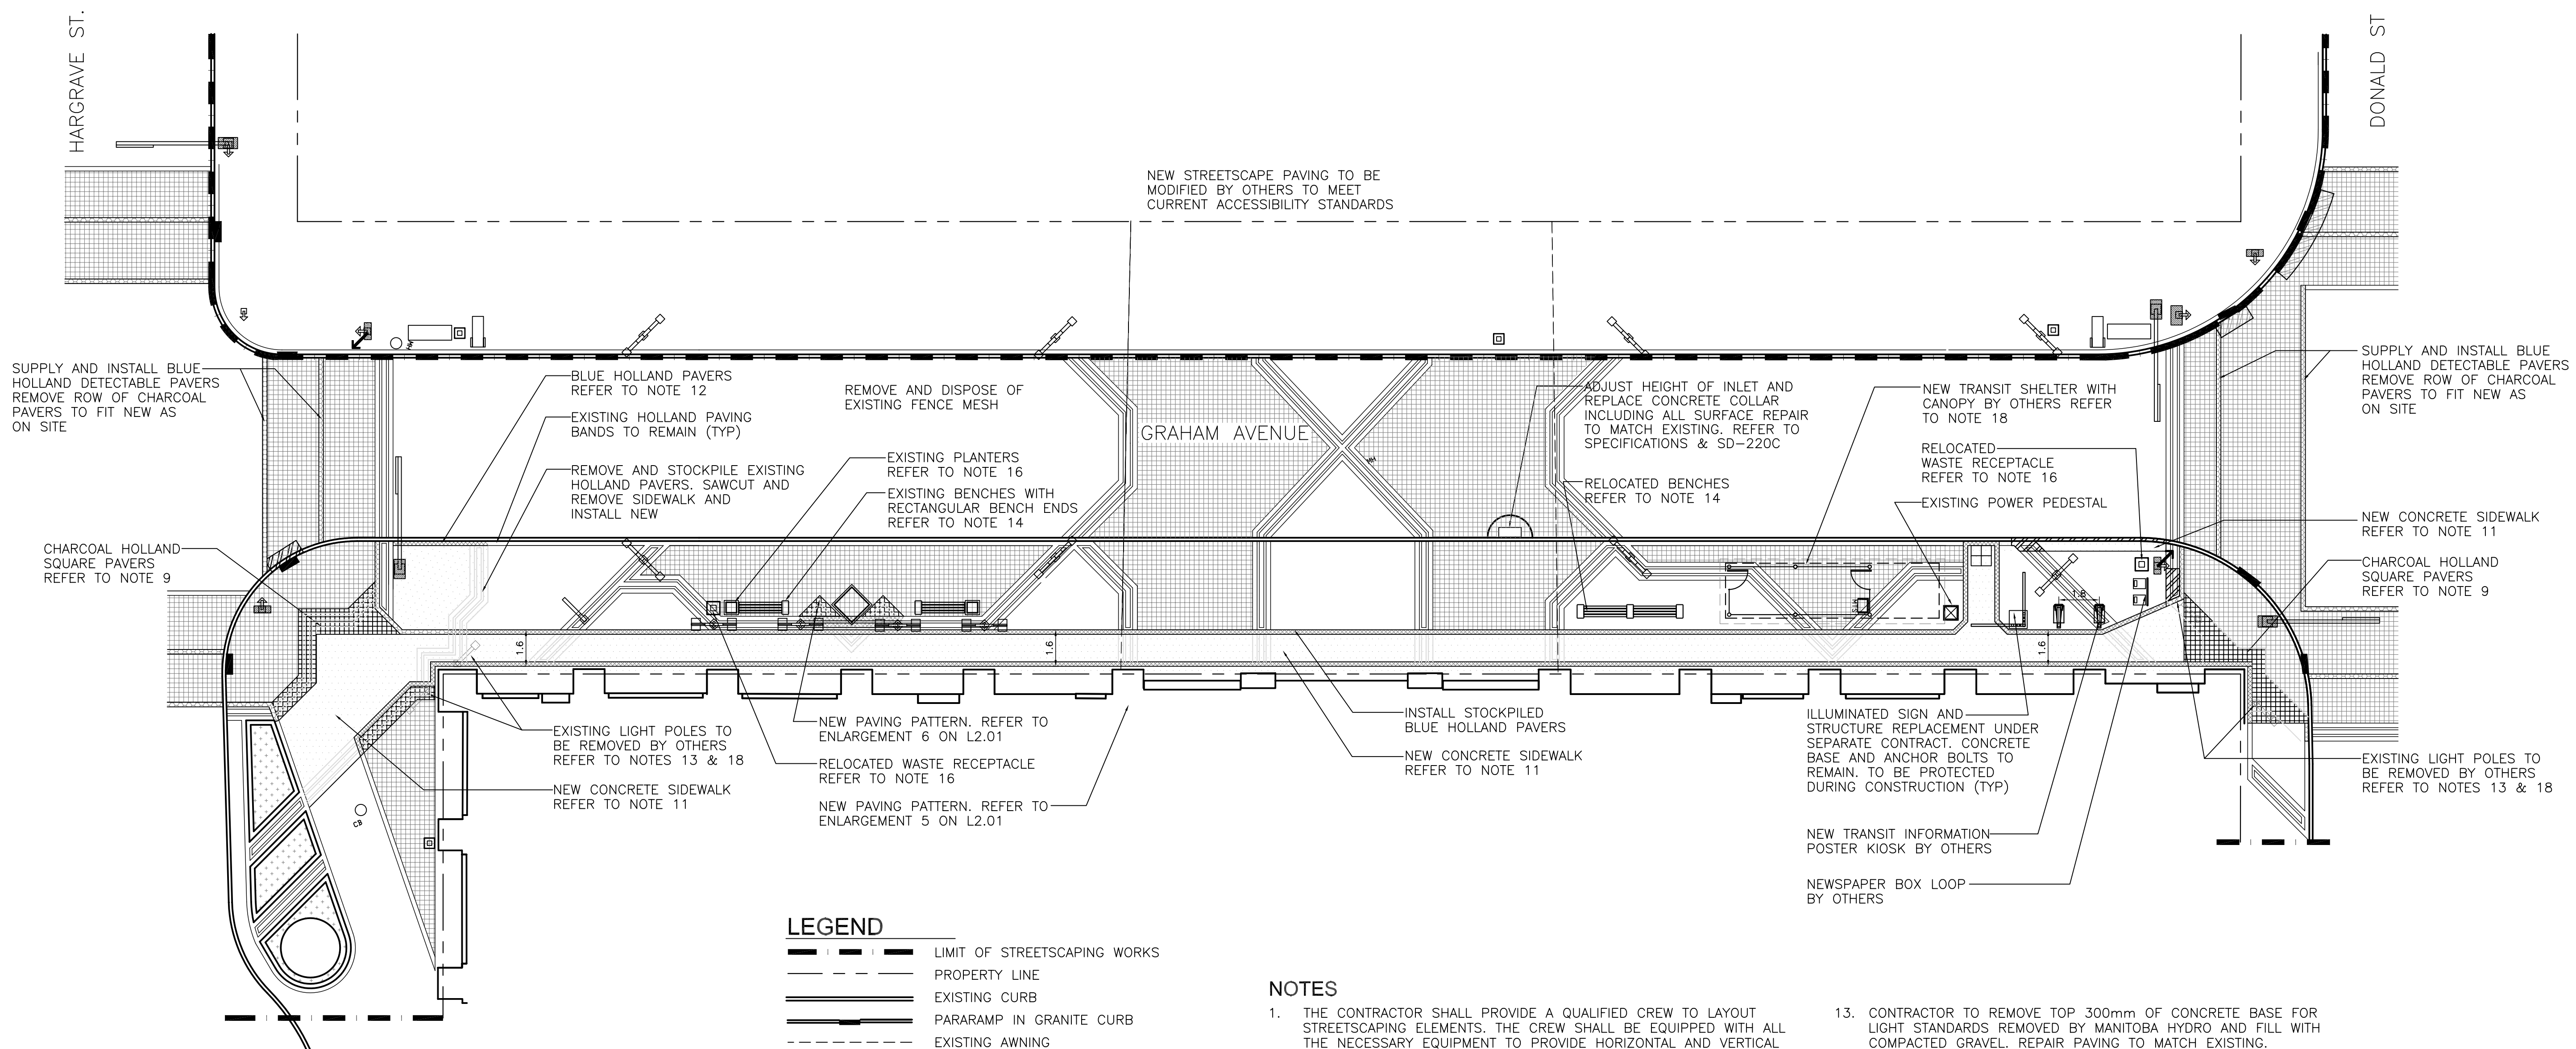 HARGRAVE ST.
DONALD ST
NEW STREETSCAPE PAVING TO BE
MODIFIED BY OTHERS TO MEET
CURRENT ACCESSIBILITY STANDARDS
SUPPLY AND INSTALL BLUE
HOLLAND DETECTABLE PAVERS
REMOVE ROW OF CHARCOAL
PAVERS TO FIT NEW AS
ON SITE
BLUE HOLLAND PAVERS
REFER TO NOTE 12
EXISTING HOLLAND PAVING
BANDS TO REMAIN (TYP)
REMOVE AND STOCKPILE EXISTING
HOLLAND PAVERS. SAWCUT AND
REMOVE SIDEWALK AND
INSTALL NEW
REMOVE AND DISPOSE OF
EXISTING FENCE MESH
EXISTING PLANTERS
REFER TO NOTE 16
EXISTING BENCHES WITH
RECTANGULAR BENCH ENDS
REFER TO NOTE 14
GRAHAM AVENUE
MH
ADJUST HEIGHT OF INLET AND
REPLACE CONCRETE COLLAR
INCLUDING ALL SURFACE REPAIR
TO MATCH EXISTING. REFER TO
SPECIFICATIONS & SD-220C
RELOCATED BENCHES
REFER TO NOTE 14
NEW TRANSIT SHELTER WITH
CANOPY BY OTHERS REFER
TO NOTE 18
RELOCATED
WASTE RECEPTACLE
REFER TO NOTE 16
EXISTING POWER PEDESTAL
SUPPLY AND INSTALL BLUE
HOLLAND DETECTABLE PAVERS
REMOVE ROW OF CHARCOAL
PAVERS TO FIT NEW AS
ON SITE
NEW CONCRETE SIDEWALK
REFER TO NOTE 11
CHARCOAL HOLLAND
SQUARE PAVERS
REFER TO NOTE 9
CHARCOAL HOLLAND
SQUARE PAVERS
REFER TO NOTE 9
1.8
1.6
1.6
1.6
EXISTING LIGHT POLES TO
BE REMOVED BY OTHERS
REFER TO NOTES 13 & 18
NEW CONCRETE SIDEWALK
REFER TO NOTE 11
CB
NEW PAVING PATTERN. REFER TO
ENLARGEMENT 6 ON L2.01
RELOCATED WASTE RECEPTACLE
REFER TO NOTE 16
NEW PAVING PATTERN. REFER TO
ENLARGEMENT 5 ON L2.01
INSTALL STOCKPILED
BLUE HOLLAND PAVERS
NEW CONCRETE SIDEWALK
REFER TO NOTE 11
ILLUMINATED SIGN AND
STRUCTURE REPLACEMENT UNDER
SEPARATE CONTRACT. CONCRETE
BASE AND ANCHOR BOLTS TO
REMAIN. TO BE PROTECTED
DURING CONSTRUCTION (TYP)
NEW TRANSIT INFORMATION
POSTER KIOSK BY OTHERS
NEWSPAPER BOX LOOP
BY OTHERS
EXISTING LIGHT POLES TO
BE REMOVED BY OTHERS
REFER TO NOTES 13 & 18
LEGEND
LIMIT OF STREETSCAPING WORKS
PROPERTY LINE
EXISTING CURB
PARARAMP IN GRANITE CURB
EXISTING AWNING
NOTES
1. THE CONTRACTOR SHALL PROVIDE A QUALIFIED CREW TO LAYOUT
STREETSCAPING ELEMENTS. THE CREW SHALL BE EQUIPPED WITH ALL
THE NECESSARY EQUIPMENT TO PROVIDE HORIZONTAL AND VERTICAL
13. CONTRACTOR TO REMOVE TOP 300mm OF CONCRETE BASE FOR
LIGHT STANDARDS REMOVED BY MANITOBA HYDRO AND FILL WITH
COMPACTED GRAVEL. REPAIR PAVING TO MATCH EXISTING.